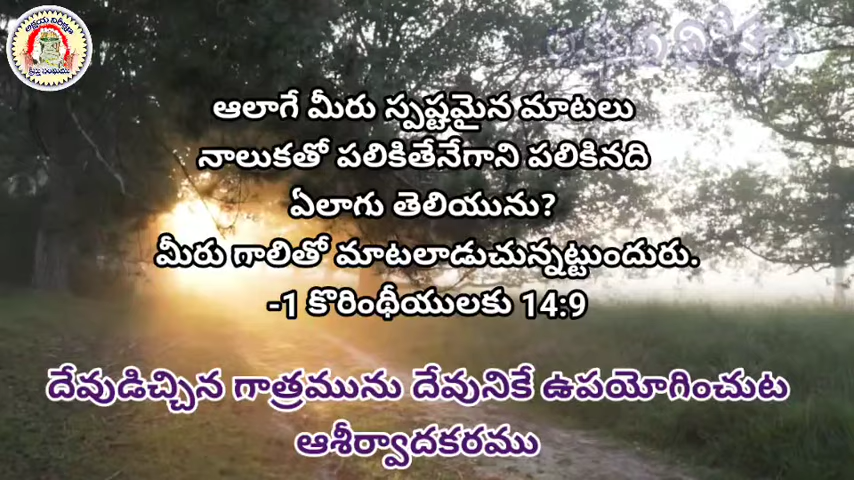 ఆలాగే మీరు స్పష్టమైన మాటలు
నాలుకతో పలికితేనేగాని పలికినది
ఏలాగు తెలియును?
మీరు గాలితో మాటలాడుచున్నట్టుందురు.
-1 కొరింథీయులకు 14:9
దేవుడిచ్చిన గాత్రమును దేవునికే ఉపయోగించుట
ఆశీర్వాదకరము